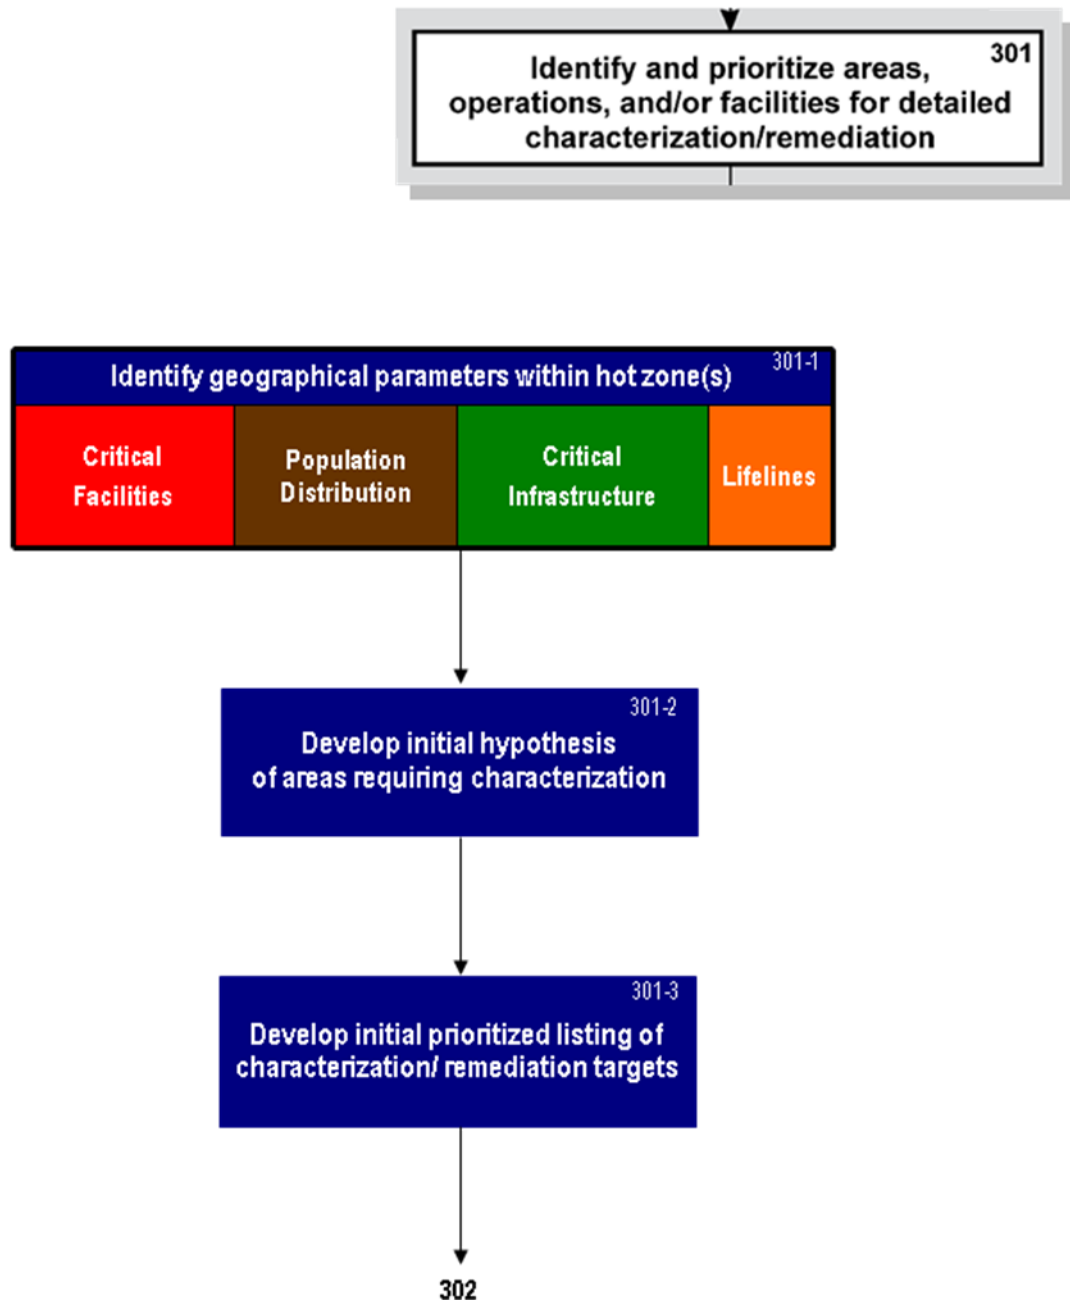 301
Identify and prioritize areas,
operations, and/or facilities for detailed
characterization/remediation
301-1
Identify geographical parameters within hot zone(s)
Critical
Facilities
Population
Distribution
Critical
Infrastructure
Lifelines
301-2
Develop initial hypothesis
of areas requiring characterization
301-3
Develop initial prioritized listing of
characterization/ remediation targets
302